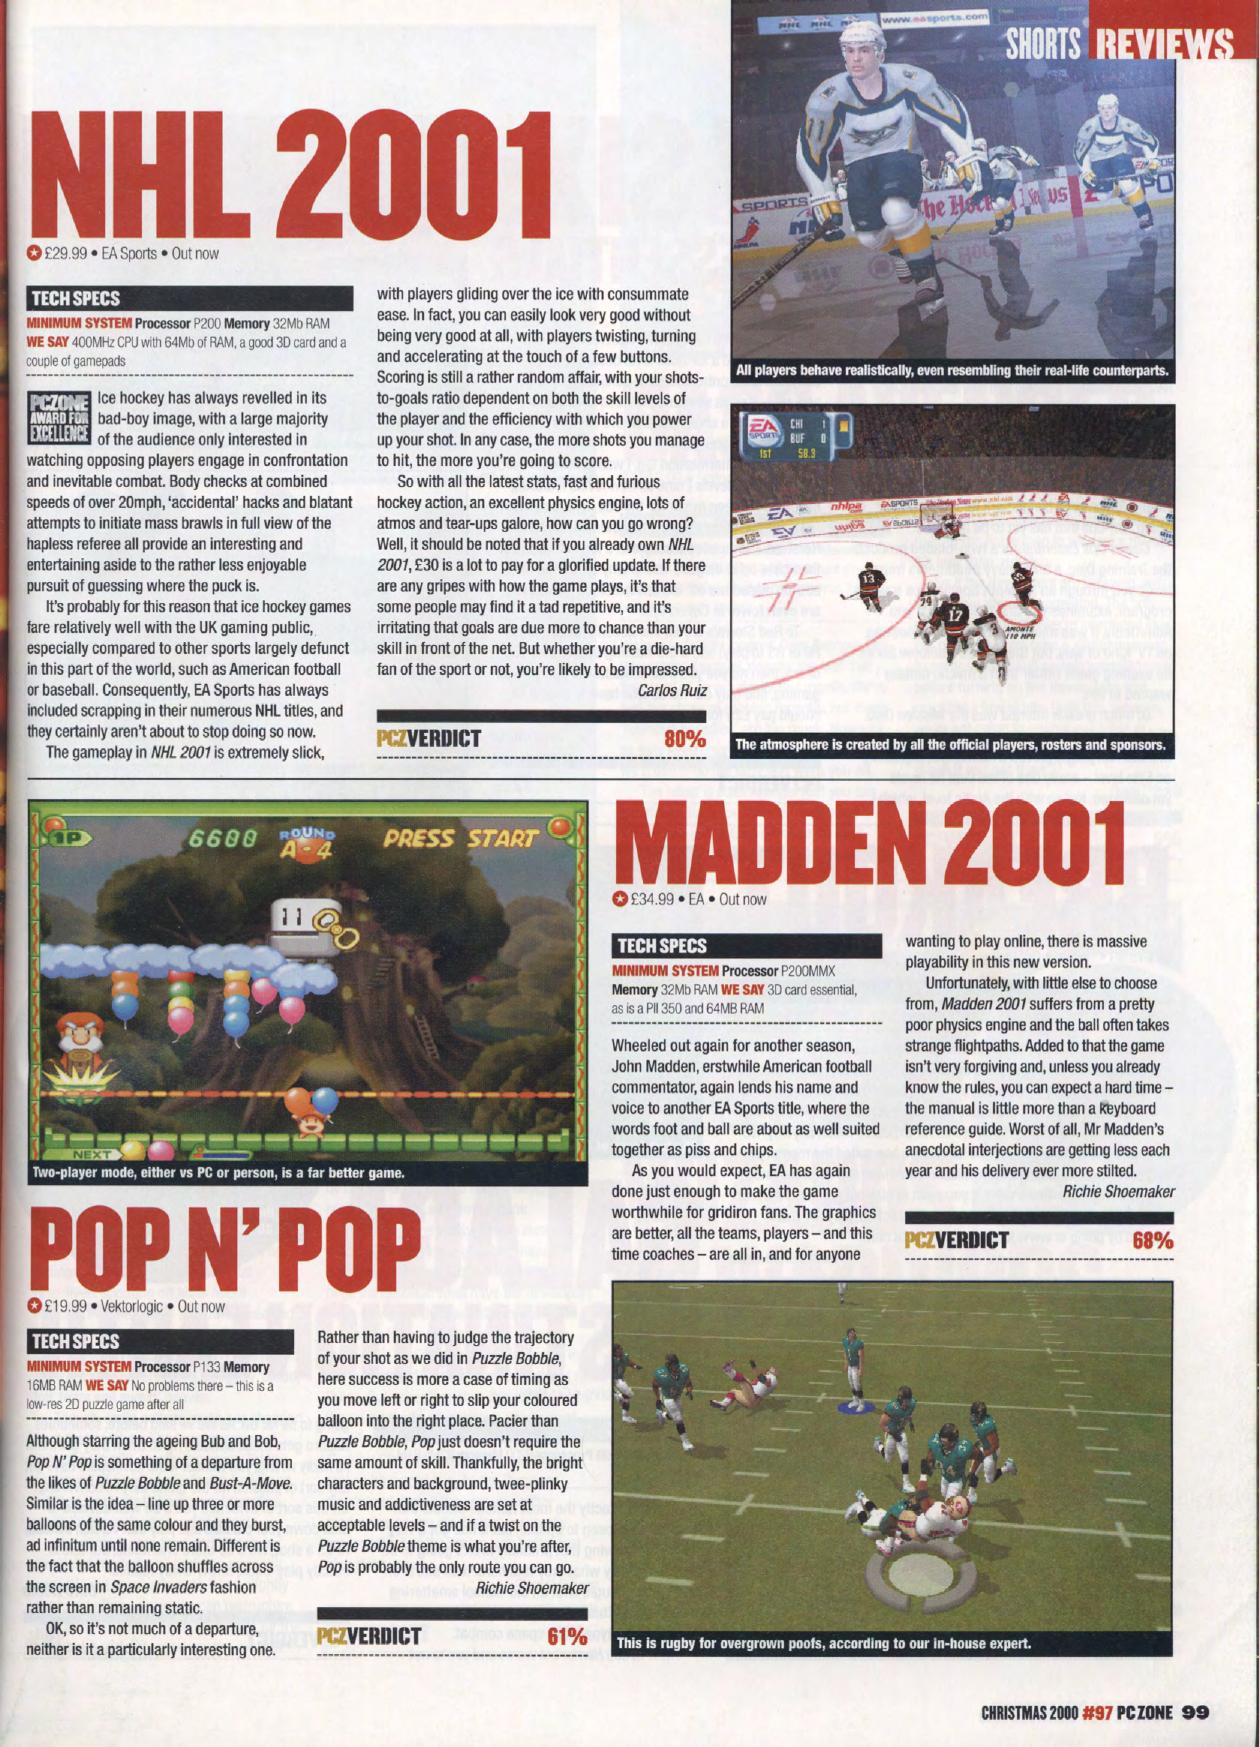 SHORTS REVIEWS
NHL 2001
£29.99 • EA Sports • Out now
TECH SPECS
MINIMUM SYSTEM Processor P200 Memory 32Mb RAM
WE SAY 400MHz CPU with 64Mb of RAM, a good 3D card and a
couple of gamepads
PCZONE
AWARD FOR
EXCELLENCE
Ice hockey has always revelled in its
bad-boy image, with a large majority
of the audience only interested in
watching opposing players engage in confrontation
and inevitable combat. Body checks at combined
speeds of over 20mph, ‘accidental’ hacks and blatant
attempts to initiate mass brawls in full view of the
hapless referee all provide an interesting and
entertaining aside to the rather less enjoyable
pursuit of guessing where the puck is.
It's probably for this reason that ice hockey games
fare relatively well with the UK gaming public,
especially compared to other sports largely defunct
in this part of the world, such as American football
or baseball. Consequently, EA Sports has always
included scrapping in their numerous NHL titles, and
they certainly aren't about to stop doing so now.
The gameplay in NHL 2001 is extremely slick,
with players gliding over the ice with consummate
ease. In fact, you can easily look very good without
being very good at all, with players twisting, turning
and accelerating at the touch of a few buttons.
Scoring is still a rather random affair, with your shots-
to-goals ratio dependent on both the skill levels of
the player and the efficiency with which you power
up your shot. In any case, the more shots you manage
to hit, the more you're going to score.
So with all the latest stats, fast and furious
hockey action, an excellent physics engine, lots of
atmos and tear-ups galore, how can you go wrong?
Well, it should be noted that if you already own NHL
2001, £30 is a lot to pay for a glorified update. If there
are any gripes with how the game plays, it's that
some people may find it a tad repetitive, and it's
irritating that goals are due more to chance than your
skill in front of the net. But whether you're a die-hard
fan of the sport or not, you're likely to be impressed.
Carlos Ruiz
PCZVERDICT 80%
www.easports.com
The Hockey News
All players behave realistically, even resembling their real-life counterparts.
EA SPORTS
CHI 1
BUF 0
1st 58.3
nhlpa
EA SPORTS
13
74
17
3
AMONTE
110 MPH
The atmosphere is created by all the official players, rosters and sponsors.
1P 6600 ROUND A-4 PRESS START
NEXT
Two-player mode, either vs PC or person, is a far better game.
POP N' POP
£19.99 • Vektorlogic • Out now
TECH SPECS
MINIMUM SYSTEM Processor P133 Memory
16MB RAM WE SAY No problems there – this is a
low-res 2D puzzle game after all
Although starring the ageing Bub and Bob,
Pop N' Pop is something of a departure from
the likes of Puzzle Bobble and Bust-A-Move.
Similar is the idea – line up three or more
balloons of the same colour and they burst,
ad infinitum until none remain. Different is
the fact that the balloon shuffles across
the screen in Space Invaders fashion
rather than remaining static.
OK, so it's not much of a departure,
neither is it a particularly interesting one.
Rather than having to judge the trajectory
of your shot as we did in Puzzle Bobble,
here success is more a case of timing as
you move left or right to slip your coloured
balloon into the right place. Pacier than
Puzzle Bobble, Pop just doesn't require the
same amount of skill. Thankfully, the bright
characters and background, twee-plinky
music and addictiveness are set at
acceptable levels – and if a twist on the
Puzzle Bobble theme is what you're after,
Pop is probably the only route you can go.
Richie Shoemaker
PCZVERDICT 61%
MADDEN 2001
£34.99 • EA • Out now
TECH SPECS
MINIMUM SYSTEM Processor P200MMX
Memory 32Mb RAM WE SAY 3D card essential,
as is a PII 350 and 64MB RAM
Wheeled out again for another season,
John Madden, erstwhile American football
commentator, again lends his name and
voice to another EA Sports title, where the
words foot and ball are about as well suited
together as piss and chips.
As you would expect, EA has again
done just enough to make the game
worthwhile for gridiron fans. The graphics
are better, all the teams, players – and this
time coaches – are all in, and for anyone
wanting to play online, there is massive
playability in this new version.
Unfortunately, with little else to choose
from, Madden 2001 suffers from a pretty
poor physics engine and the ball often takes
strange flightpaths. Added to that the game
isn't very forgiving and, unless you already
know the rules, you can expect a hard time –
the manual is little more than a keyboard
reference guide. Worst of all, Mr Madden's
anecdotal interjections are getting less each
year and his delivery ever more stilted.
Richie Shoemaker
PCZVERDICT 68%
This is rugby for overgrown poofs, according to our in-house expert.
CHRISTMAS 2000 #97 PCZONE 99